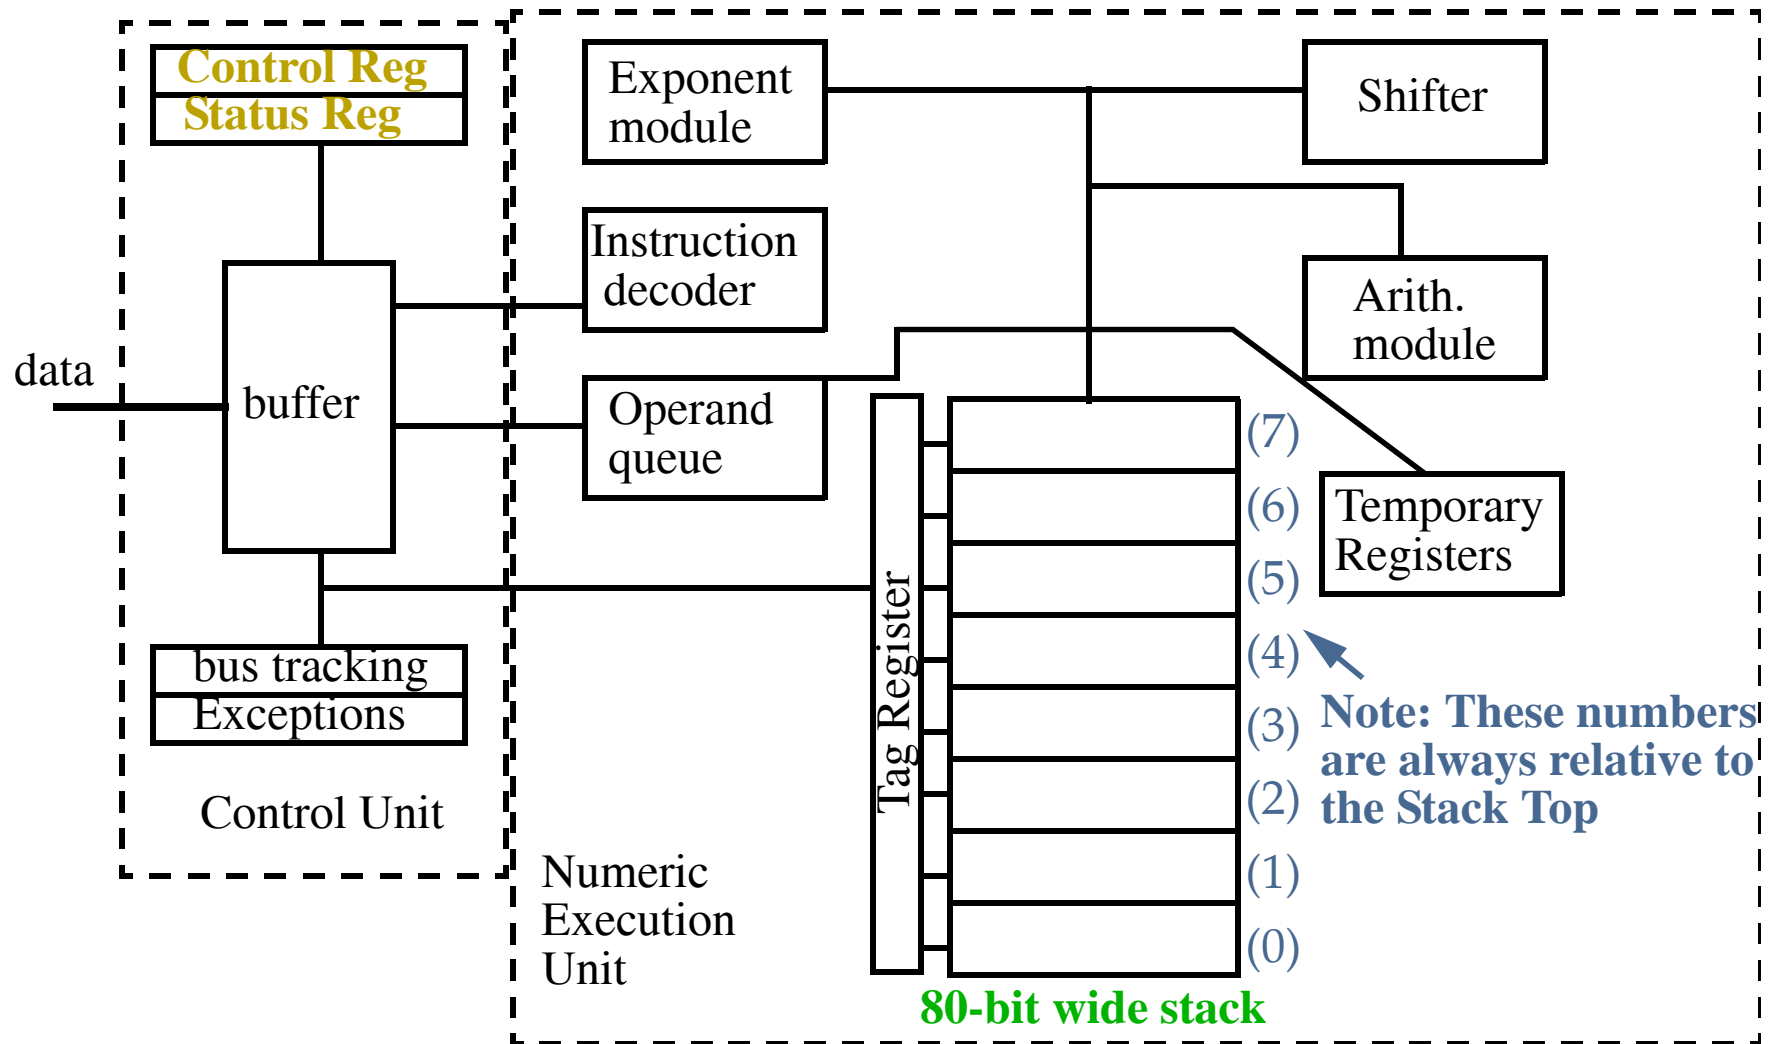 Control Reg
Status Reg
Exponent
module
Shifter
Instruction
decoder
Arith.
module
data
buffer
Operand
queue
Tag Register
(7)
(6)
(5)
(4)
(3)
(2)
(1)
(0)
Temporary
Registers
bus tracking
Exceptions
Control Unit
Note: These numbers
are always relative to
the Stack Top
Numeric
Execution
Unit
80-bit wide stack